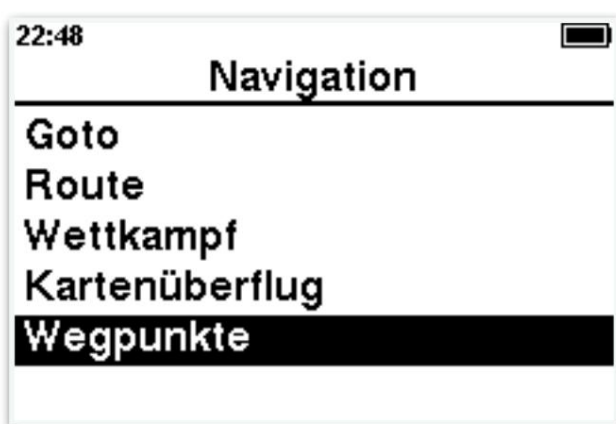 22:48
Navigation
Goto
Route
Wettkampf
Kartenüberflug
Wegpunkte